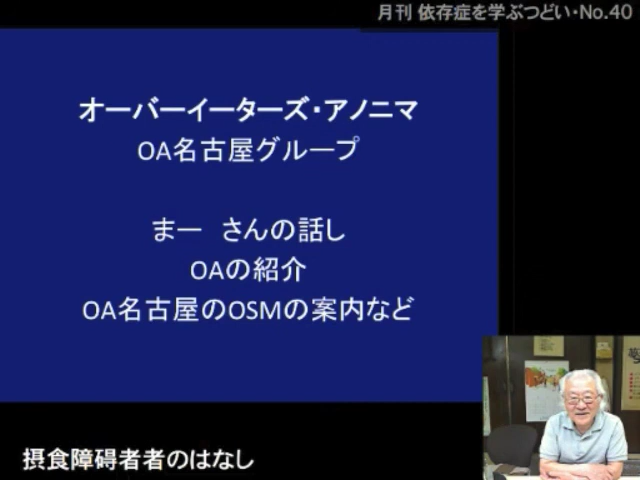 月刊 依存症を学ぶつどい・No.40
オーバーイーターズ・アノニマ
OA名古屋グループ
まー　さんの話し
OAの紹介
OA名古屋のOSMの案内など
摂食障碍者者のはなし